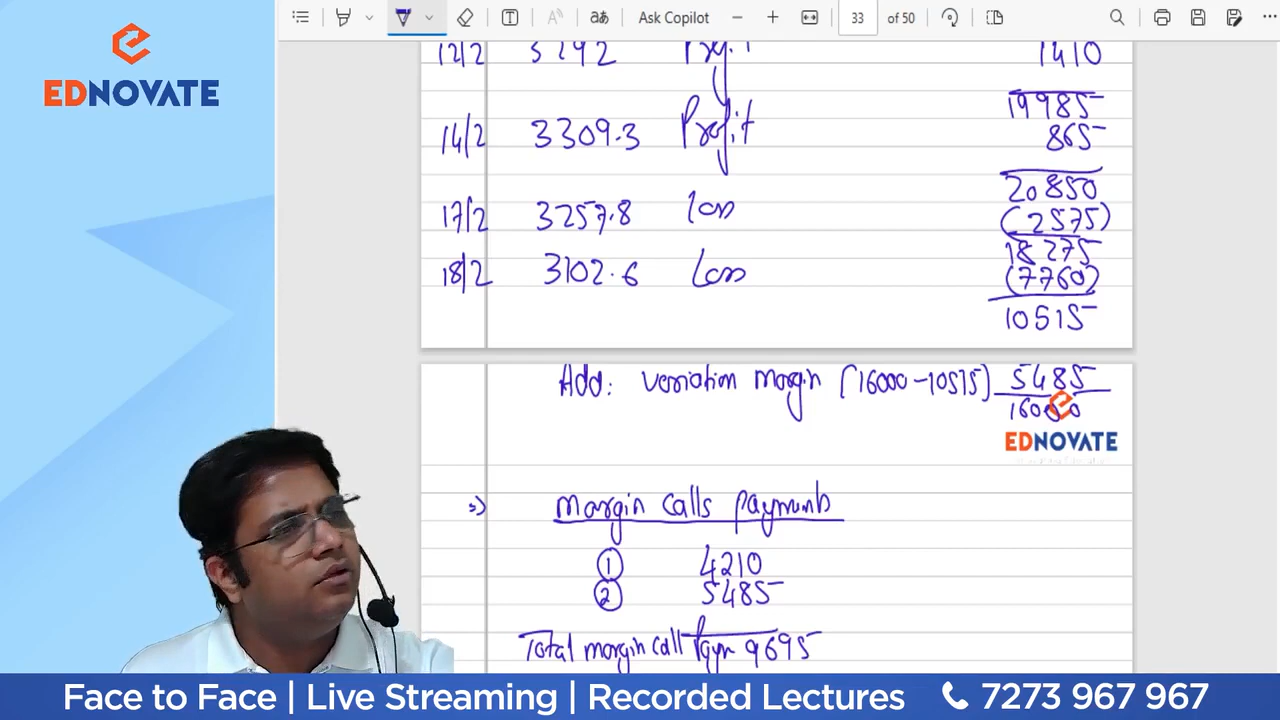 Ask Copilot
33 of 50
EDNOVATE
12/2 3292 Profit 1410
19985
14/2 3309.3 Profit 865
20850
17/2 3257.8 loss (2575)
18275
18/2 3102.6 Loss (7760)
10515
Add: Variation Margin (16000-10515) 5485
16000
EDNOVATE
Margin calls payments
① 4210
② 5485
Total margin call 9695
Face to Face | Live Streaming | Recorded Lectures 7273 967 967